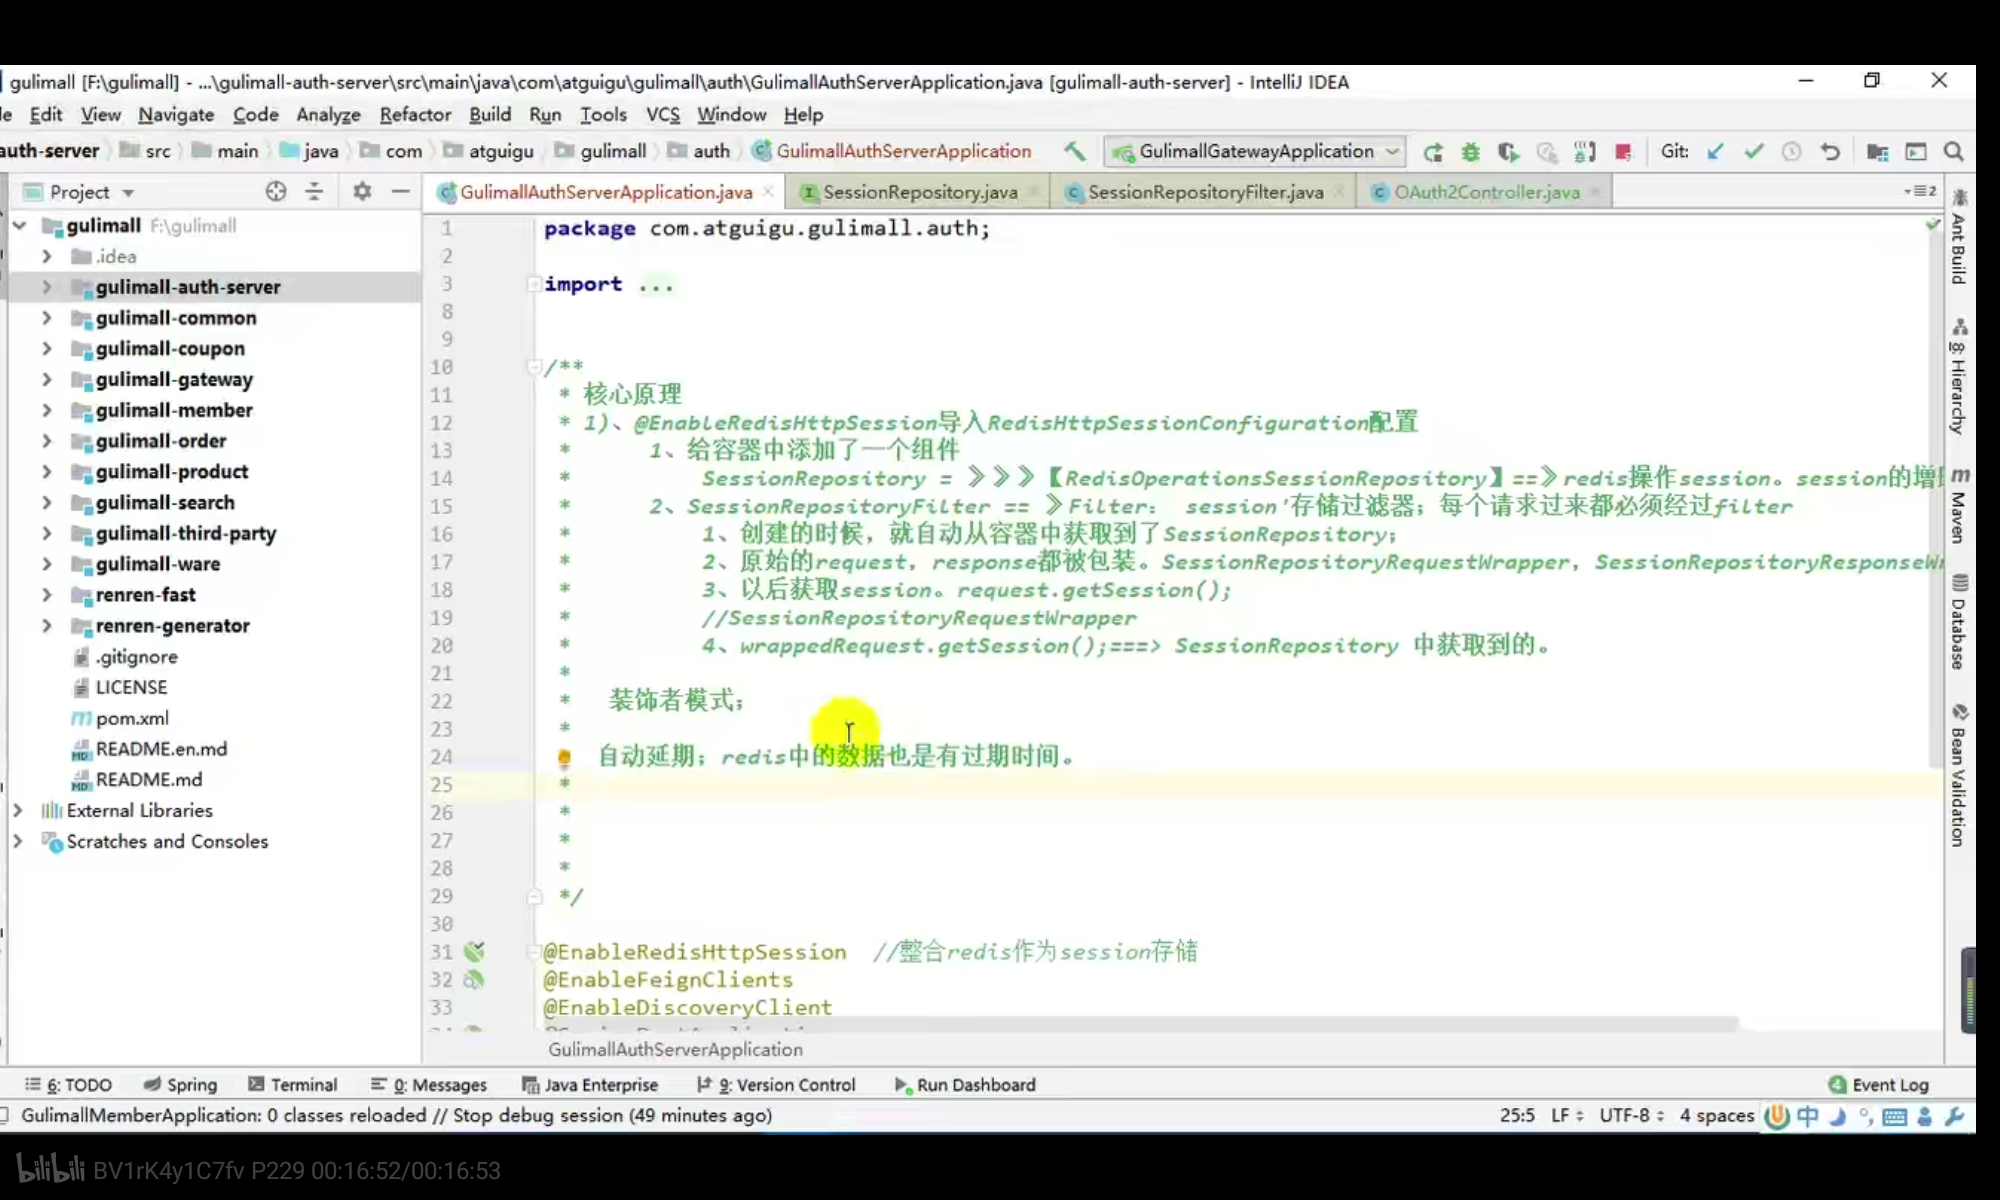 gulimall [F:\gulimall] - ...\gulimall-auth-server\src\main\java\com\atguigu\gulimall\auth\GulimallAuthServerApplication.java [gulimall-auth-server] - IntelliJ IDEA
Edit View Navigate Code Analyze Refactor Build Run Tools VCS Window Help
auth-server src main java com atguigu gulimall auth GulimallAuthServerApplication GulimallGatewayApplication Git:
Project GulimallAuthServerApplication.java SessionRepository.java SessionRepositoryFilter.java OAuth2Controller.java 2
gulimall F:\gulimall
.idea
gulimall-auth-server
gulimall-common
gulimall-coupon
gulimall-gateway
gulimall-member
gulimall-order
gulimall-product
gulimall-search
gulimall-third-party
gulimall-ware
renren-fast
renren-generator
.gitignore
LICENSE
pom.xml
README.en.md
README.md
External Libraries
Scratches and Consoles
1 package com.atguigu.gulimall.auth;
2
3 import ...
8
9
10 /**
11 * 核心原理
12 * 1)、@EnableRedisHttpSession导入RedisHttpSessionConfiguration配置
13 * 1、给容器中添加了一个组件
14 * SessionRepository = 》》》【RedisOperationsSessionRepository】==》redis操作session。session的增
15 * 2、SessionRepositoryFilter == 》Filter： session'存储过滤器；每个请求过来都必须经过filter
16 * 1、创建的时候，就自动从容器中获取到了SessionRepository；
17 * 2、原始的request，response都被包装。SessionRepositoryRequestWrapper，SessionRepositoryResponseW
18 * 3、以后获取session。request.getSession();
19 * //SessionRepositoryRequestWrapper
20 * 4、wrappedRequest.getSession();===> SessionRepository 中获取到的。
21 *
22 * 装饰者模式；
23 *
24 自动延期；redis中的数据也是有过期时间。
25 *
26 *
27 *
28 *
29 */
30
31 @EnableRedisHttpSession //整合redis作为session存储
32 @EnableFeignClients
33 @EnableDiscoveryClient
GulimallAuthServerApplication
Ant Build
8: Hierarchy
Maven
Database
Bean Validation
6: TODO Spring Terminal 0: Messages Java Enterprise 9: Version Control Run Dashboard 4 Event Log
GulimallMemberApplication: 0 classes reloaded // Stop debug session (49 minutes ago) 25:5 LF UTF-8 4 spaces 中
bilibili BV1rK4y1C7fv P229 00:16:52/00:16:53